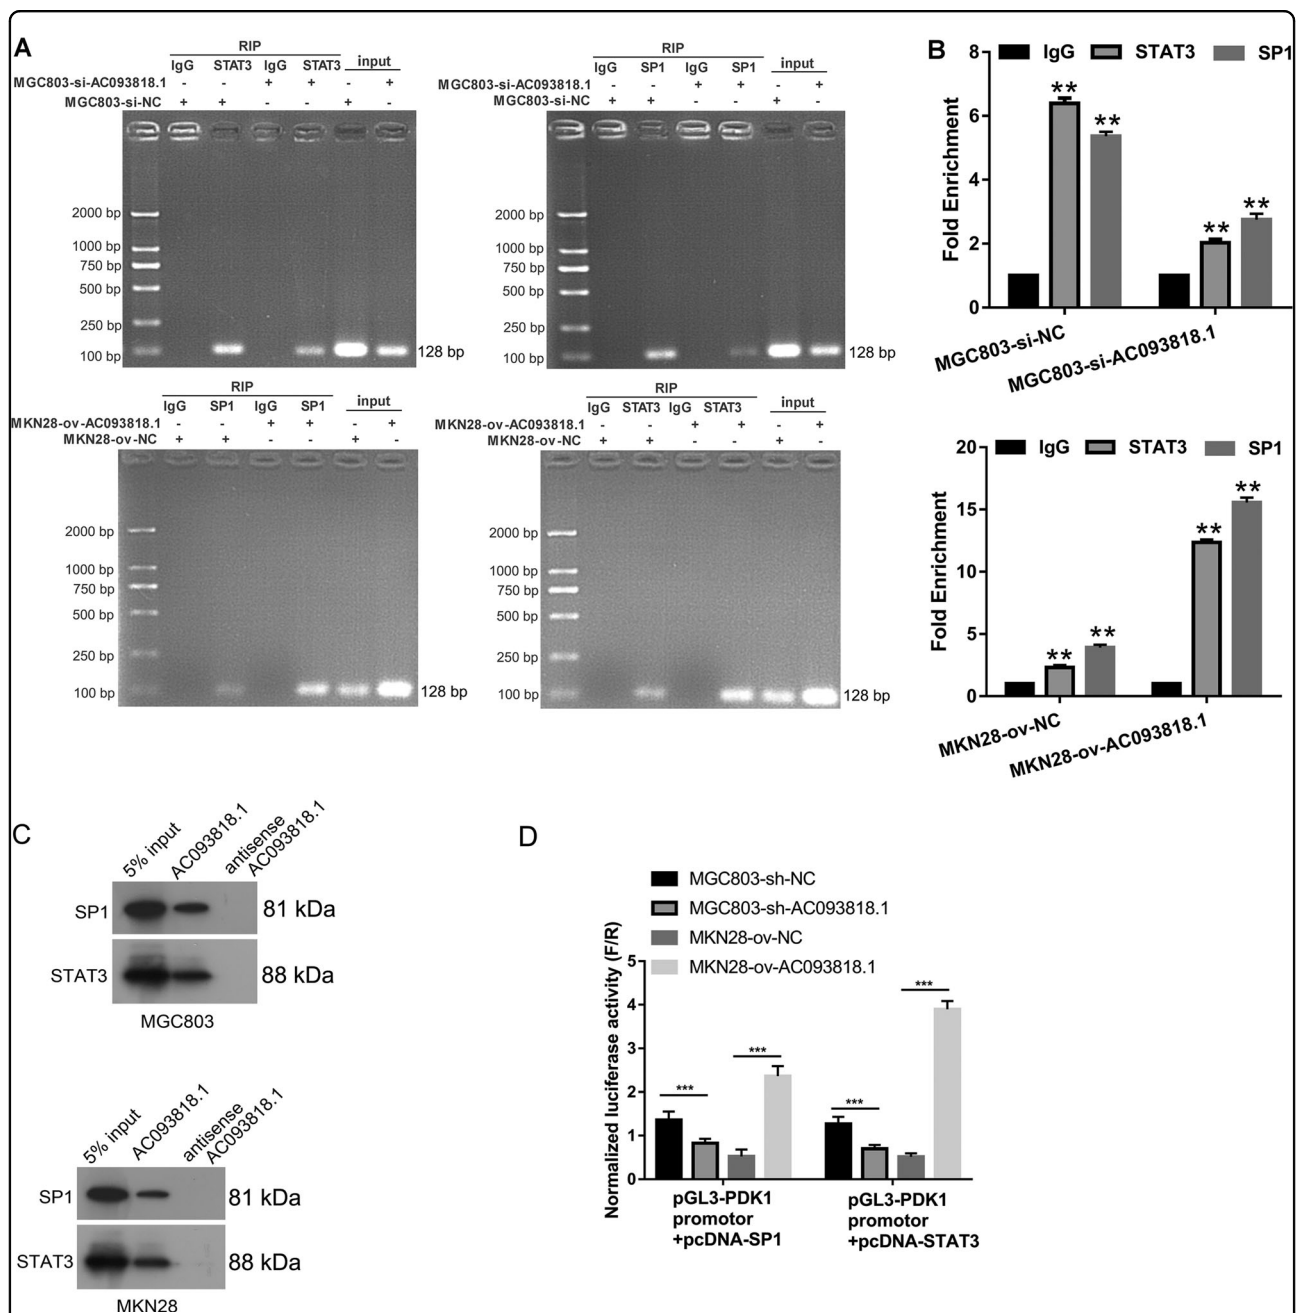 A
RIP
IgG STAT3 IgG STAT3 input
MGC803-si-AC093818.1 - - + + - +
MGC803-si-NC + + - - + -
2000 bp
1000 bp
750 bp
500 bp
250 bp
100 bp
128 bp
RIP
IgG SP1 IgG SP1 input
MGC803-si-AC093818.1 - - + + - +
MGC803-si-NC + + - - + -
2000 bp
1000 bp
750 bp
500 bp
250 bp
100 bp
128 bp
RIP
IgG SP1 IgG SP1 input
MKN28-ov-AC093818.1 - - + + - +
MKN28-ov-NC + + - - + -
2000 bp
1000 bp
750 bp
500 bp
250 bp
100 bp
128 bp
RIP
IgG STAT3 IgG STAT3 input
MKN28-ov-AC093818.1 - - + + - +
MKN28-ov-NC + + - - + -
2000 bp
1000 bp
750 bp
500 bp
250 bp
100 bp
128 bp
B
IgG STAT3 SP1
Fold Enrichment
8
6
4
2
0
** ** ** **
MGC803-si-NC
MGC803-si-AC093818.1
IgG STAT3 SP1
Fold Enrichment
20
15
10
5
0
** ** ** **
MKN28-ov-NC
MKN28-ov-AC093818.1
C
5% input
AC093818.1
antisense
AC093818.1
SP1 81 kDa
STAT3 88 kDa
MGC803
5% input
AC093818.1
antisense
AC093818.1
SP1 81 kDa
STAT3 88 kDa
MKN28
D
MGC803-sh-NC
MGC803-sh-AC093818.1
MKN28-ov-NC
MKN28-ov-AC093818.1
Normalized luciferase activity (F/R)
5
4
3
2
1
0
*** *** *** ***
pGL3-PDK1
promotor
+pcDNA-SP1
pGL3-PDK1
promotor
+pcDNA-STAT3